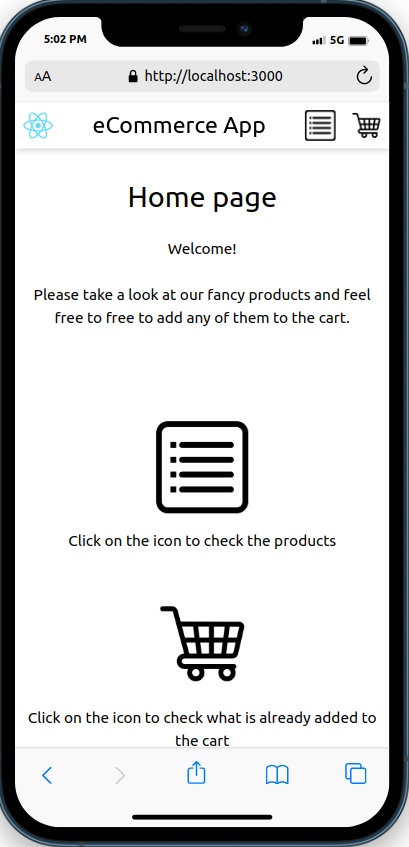 5:02 PM
5G
AA
http://localhost:3000
eCommerce App
Home page
Welcome!
Please take a look at our fancy products and feel
free to free to add any of them to the cart.
Click on the icon to check the products
Click on the icon to check what is already added to
the cart